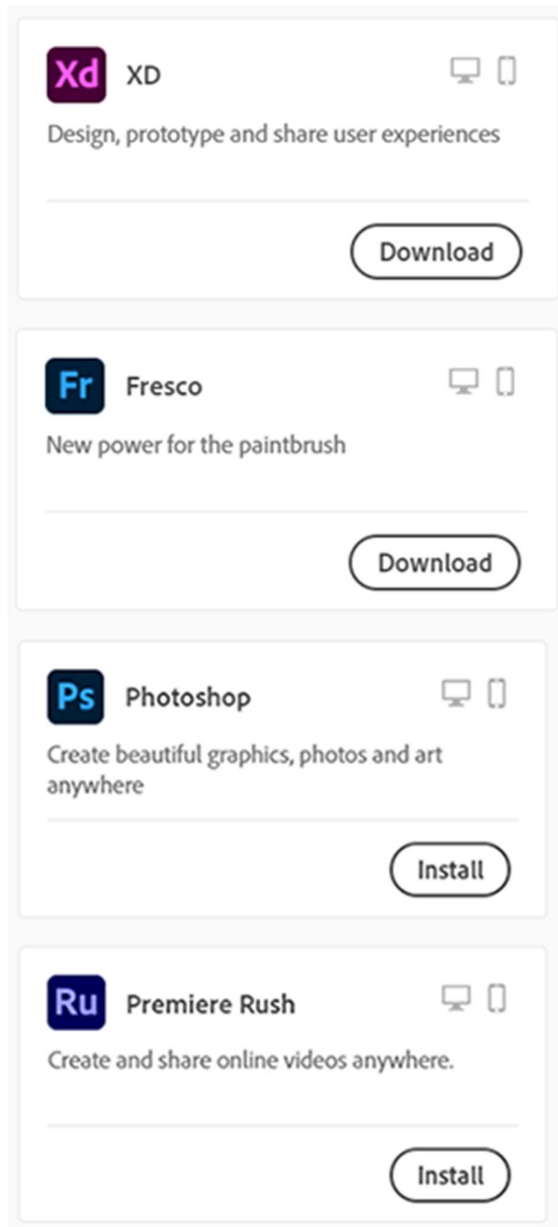 Xd XD
Design, prototype and share user experiences
Download
Fr Fresco
New power for the paintbrush
Download
Ps Photoshop
Create beautiful graphics, photos and art
anywhere
Install
Ru Premiere Rush
Create and share online videos anywhere.
Install